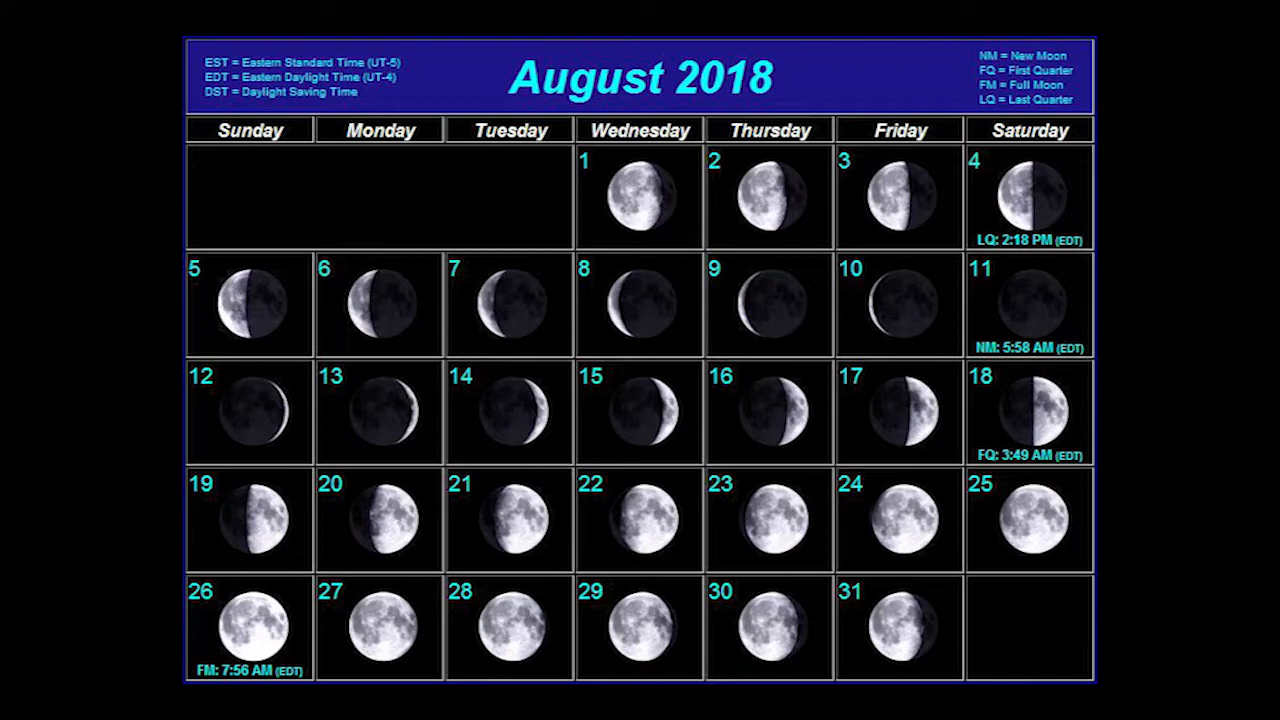 EST = Eastern Standard Time (UT-5)
EDT = Eastern Daylight Time (UT-4)
DST = Daylight Saving Time
August 2018
NM = New Moon
FQ = First Quarter
FM = Full Moon
LQ = Last Quarter
Sunday Monday Tuesday Wednesday Thursday Friday Saturday
1 2 3 4
LQ: 2:18 PM (EDT)
5 6 7 8 9 10 11
NM: 5:58 AM (EDT)
12 13 14 15 16 17 18
FQ: 3:49 AM (EDT)
19 20 21 22 23 24 25
26 27 28 29 30 31
FM: 7:56 AM (EDT)